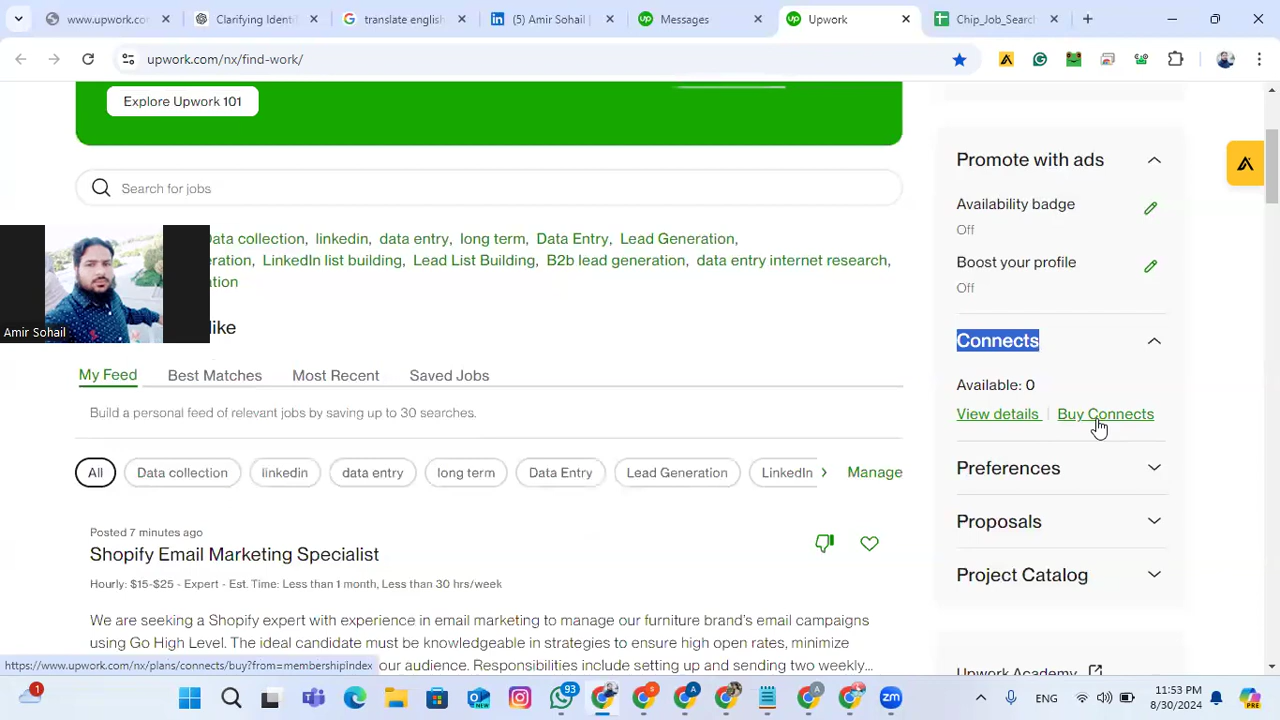 www.upwork.co
Clarifying Identi
translate english
(5) Amir Sohail
Messages
Upwork
Chip_Job_Search
upwork.com/nx/find-work/
Explore Upwork 101
Search for jobs
Data collection, linkedin, data entry, long term, Data Entry, Lead Generation,
eration, LinkedIn list building, Lead List Building, B2b lead generation, data entry internet research,
ation
Amir Sohail
like
My Feed
Best Matches
Most Recent
Saved Jobs
Build a personal feed of relevant jobs by saving up to 30 searches.
All
Data collection
linkedin
data entry
long term
Data Entry
Lead Generation
LinkedIn
Manage
Posted 7 minutes ago
Shopify Email Marketing Specialist
Hourly: $15-$25 - Expert - Est. Time: Less than 1 month, Less than 30 hrs/week
We are seeking a Shopify expert with experience in email marketing to manage our furniture brand's email campaigns
using Go High Level. The ideal candidate must be knowledgeable in strategies to ensure high open rates, minimize
our audience. Responsibilities include setting up and sending two weekly...
https://www.upwork.com/nx/plans/connects/buy?from=membershipIndex
Promote with ads
Availability badge
Off
Boost your profile
Off
Connects
Available: 0
View details
Buy Connects
Preferences
Proposals
Project Catalog
Upwork Academy
1
NEW
93
S
A
A
zm
ENG
11:53 PM
8/30/2024
PRE